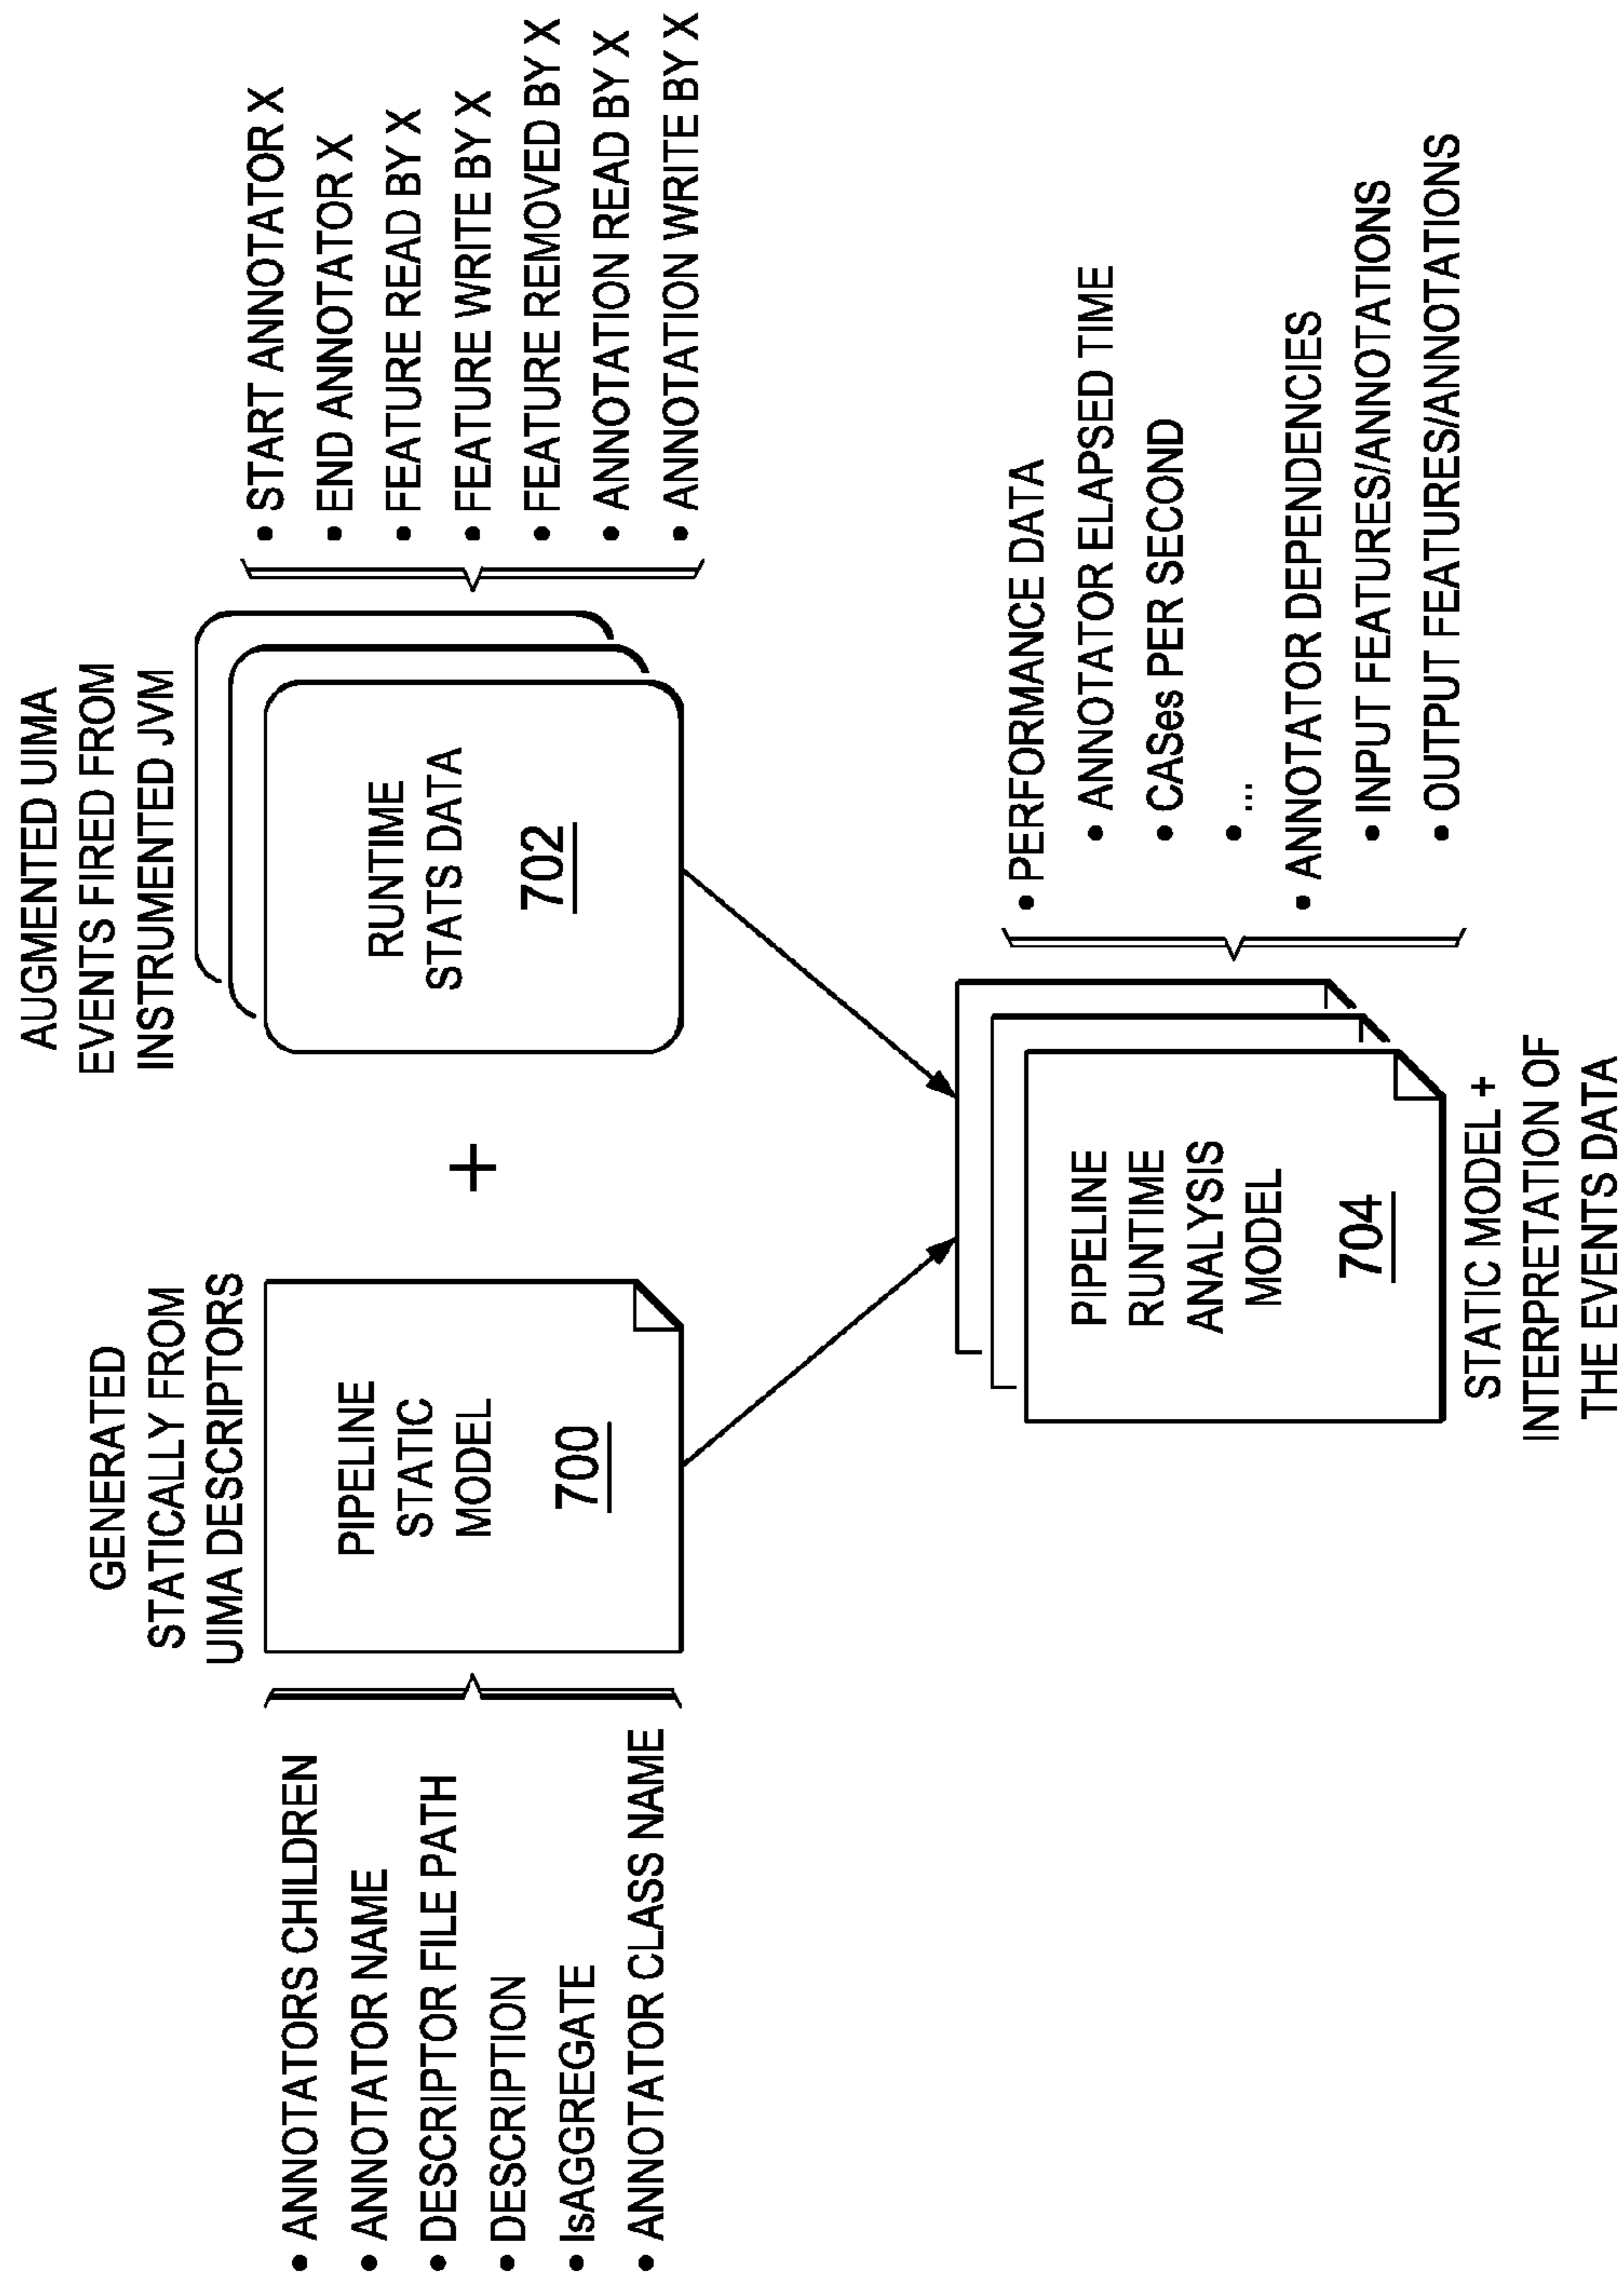 GENERATED
STATICALLY FROM
UIMA DESCRIPTORS
• ANNOTATORS CHILDREN
• ANNOTATOR NAME
• DESCRIPTOR FILE PATH
• DESCRIPTION
• IsAGGREGATE
• ANNOTATOR CLASS NAME
PIPELINE
STATIC
MODEL
700
+
AUGMENTED UIMA
EVENTS FIRED FROM
INSTRUMENTED JVM
RUNTIME
STATS DATA
702
• START ANNOTATOR X
• END ANNOTATOR X
• FEATURE READ BY X
• FEATURE WRITE BY X
• FEATURE REMOVED BY X
• ANNOTATION READ BY X
• ANNOTATION WRITE BY X
PIPELINE
RUNTIME
ANALYSIS
MODEL
704
STATIC MODEL +
INTERPRETATION OF
THE EVENTS DATA
• PERFORMANCE DATA
• ANNOTATOR ELAPSED TIME
• CASes PER SECOND
• ...
• ANNOTATOR DEPENDENCIES
• INPUT FEATURES/ANNOTATIONS
• OUTPUT FEATURES/ANNOTATIONS